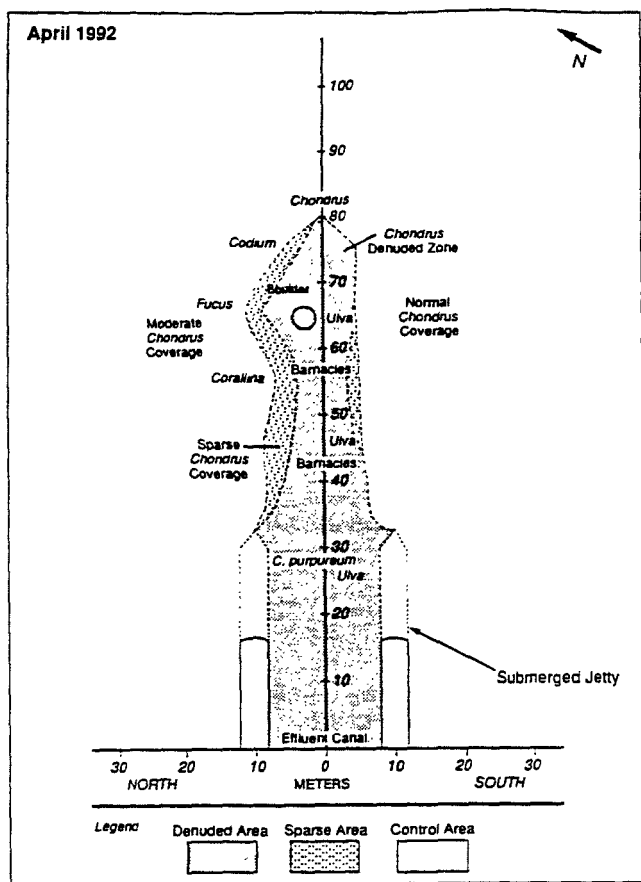 April 1992
N
100
90
Chondrus
80
Codium
Chondrus
Denuded Zone
70
Boulder
Fucus
Ulva
Normal
Chondrus
Coverage
Moderate
Chondrus
Coverage
60
Barnacles
Corallina
50
Sparse
Chondrus
Coverage
Ulva
Barnacles
40
30
C. purpureum
Ulva
20
Submerged Jetty
10
Effluent Canal
30 20 10 0 10 20 30
NORTH METERS SOUTH
Legend Denuded Area Sparse Area Control Area